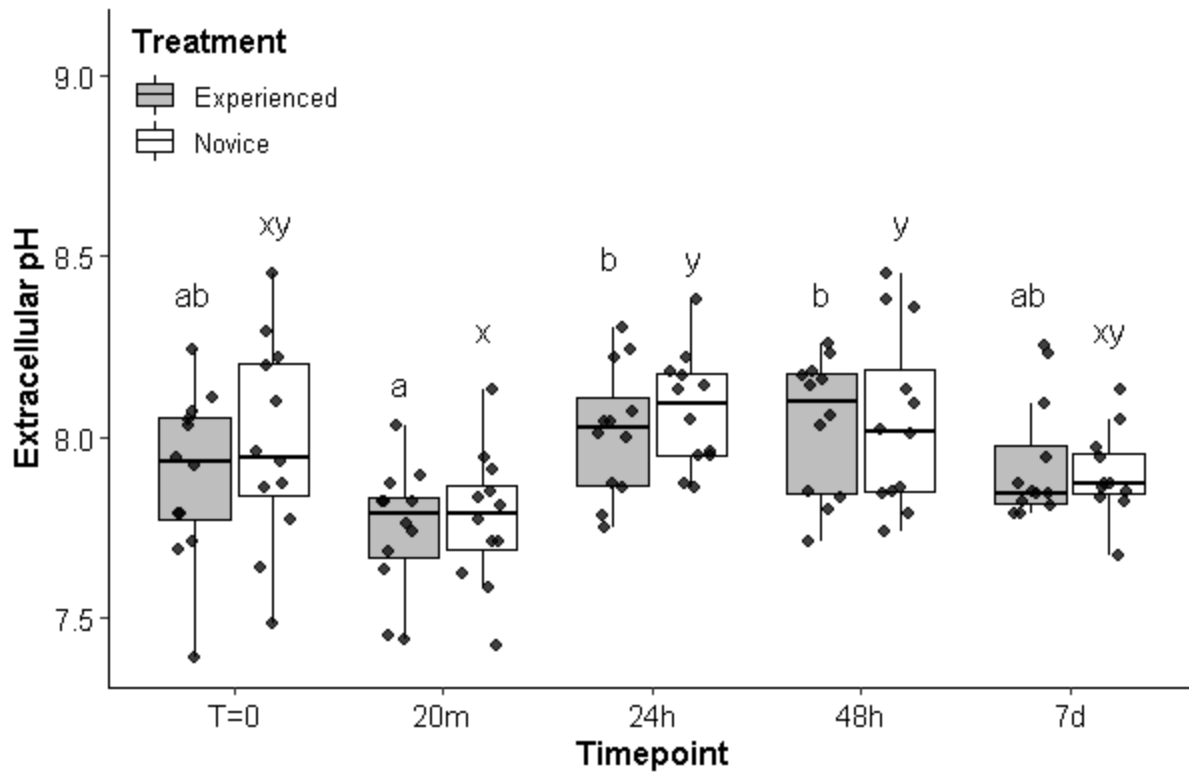 Treatment
Experienced
Novice
Extracellular pH
9.0
8.5
8.0
7.5
ab
xy
a
x
b
y
b
y
ab
xy
T=0
20m
24h
48h
7d
Timepoint